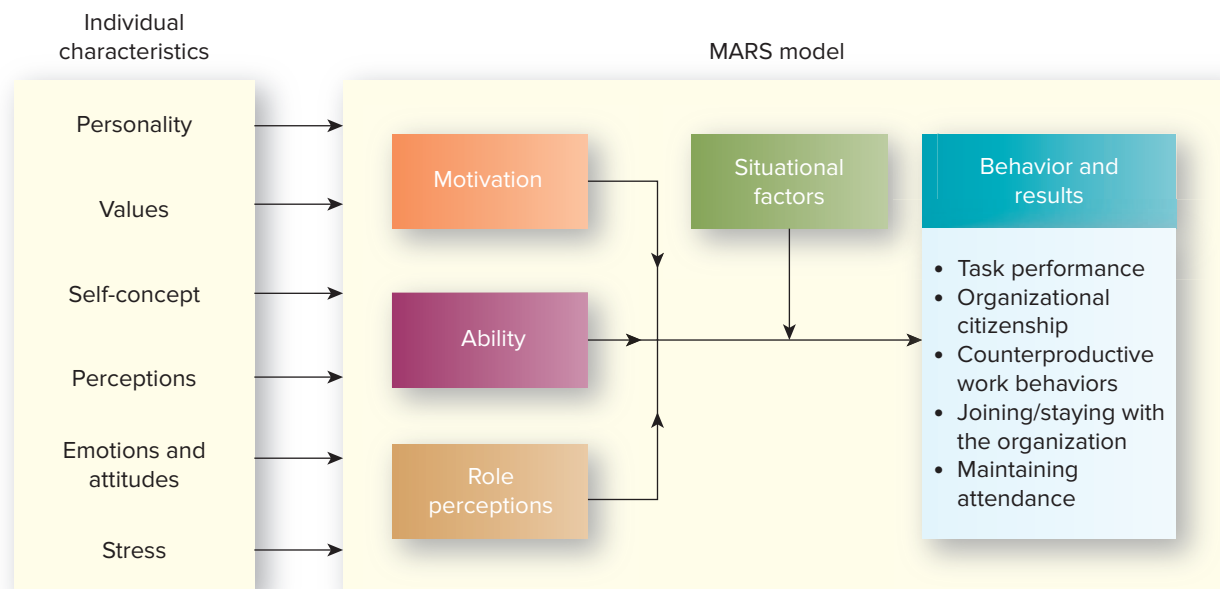 Individual
characteristics
MARS model
Personality
Values
Self-concept
Perceptions
Emotions and
attitudes
Stress
Motivation
Ability
Role
perceptions
Situational
factors
Behavior and
results
• Task performance
• Organizational
citizenship
• Counterproductive
work behaviors
• Joining/staying with
the organization
• Maintaining
attendance